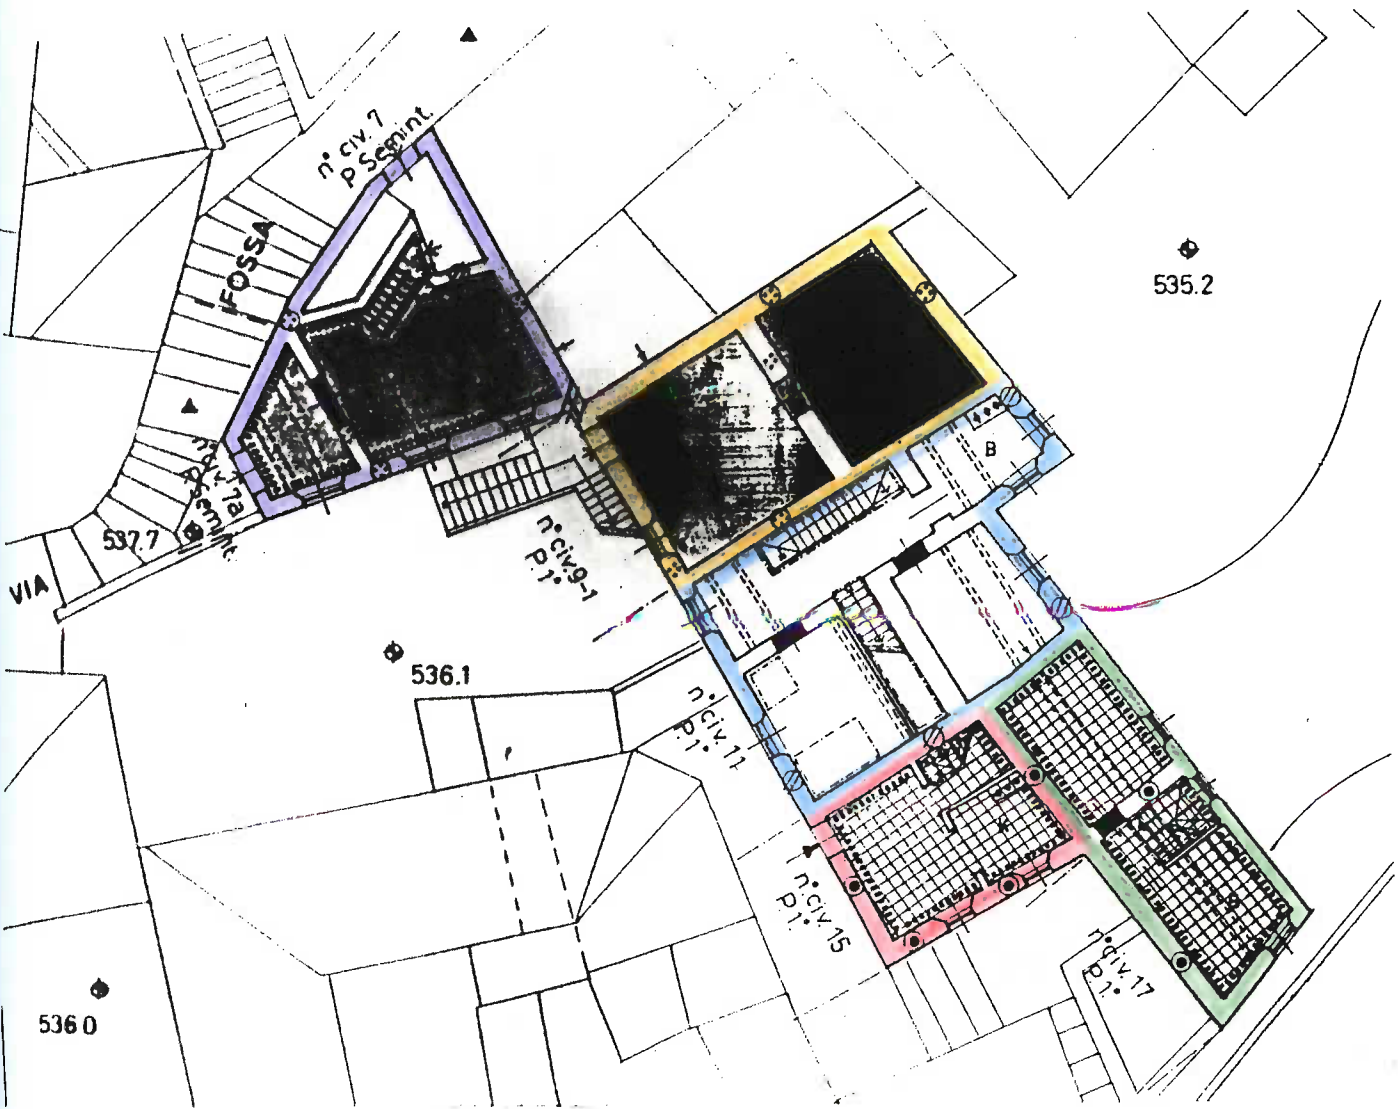 n° civ. 7
P. Semint.
FOSSA
535.2
B
n° civ. 7a
P. Semint.
537.7
VIA
n° civ. 9-1
P. 1°
536.1
n° civ. 11
P. 1°
n° civ. 15
P. 1°
n° civ. 17
P. 1°
536 0